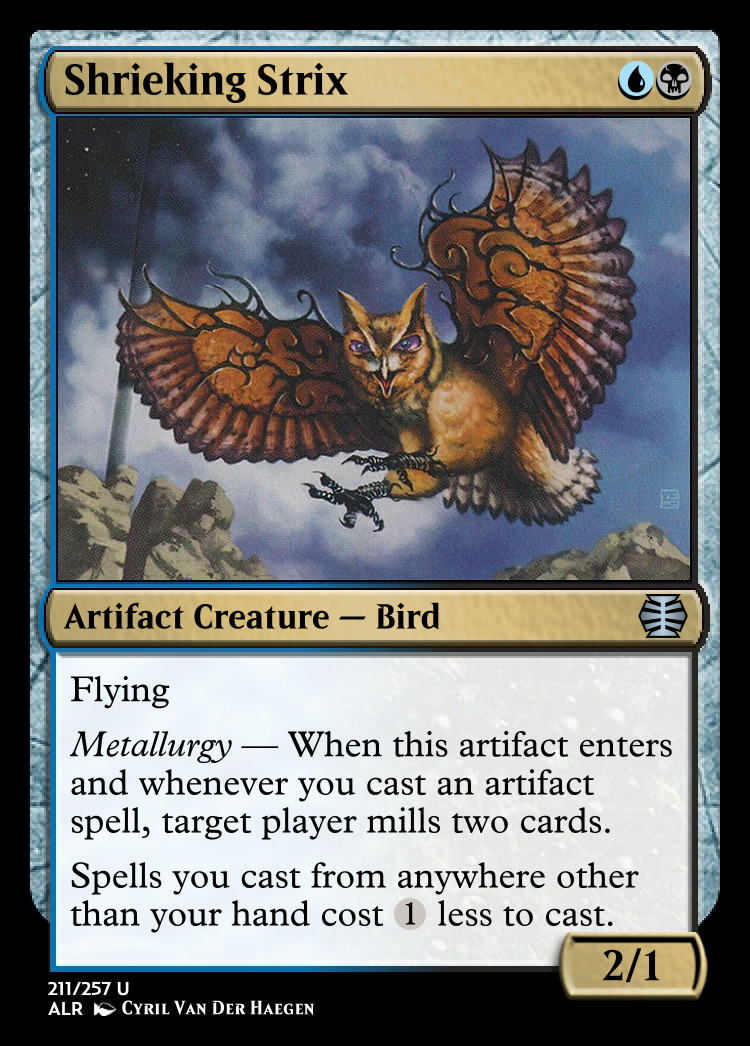 Shrieking Strix
Artifact Creature — Bird
Flying
Metallurgy — When this artifact enters
and whenever you cast an artifact
spell, target player mills two cards.
Spells you cast from anywhere other
than your hand cost 1 less to cast.
2/1
211/257 U
ALR Cyril Van Der Haegen